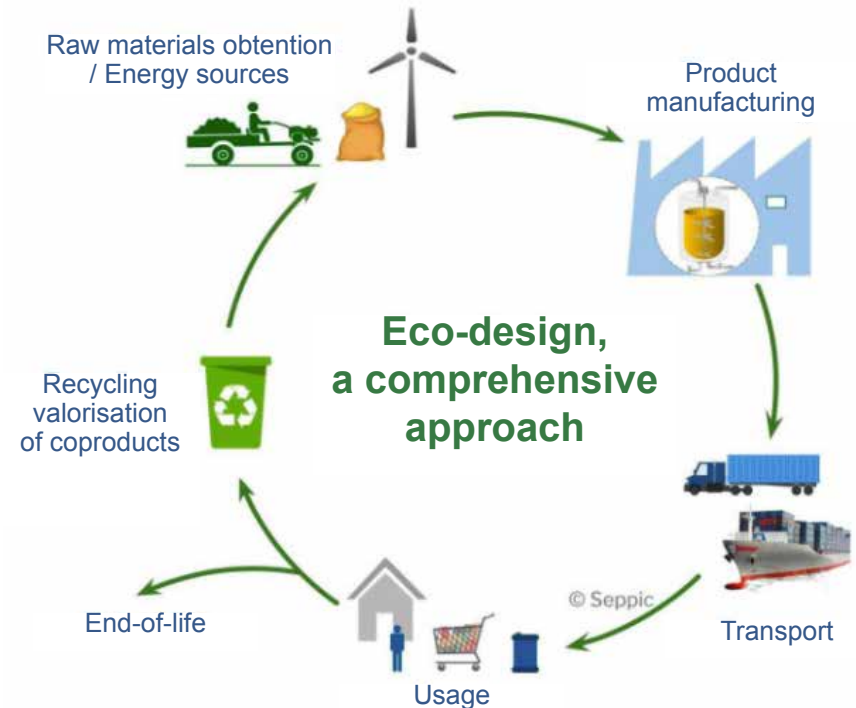 Raw materials obtention
/ Energy sources
Product
manufacturing
Eco-design,
a comprehensive
approach
Recycling
valorisation
of coproducts
© Seppic
End-of-life
Transport
Usage